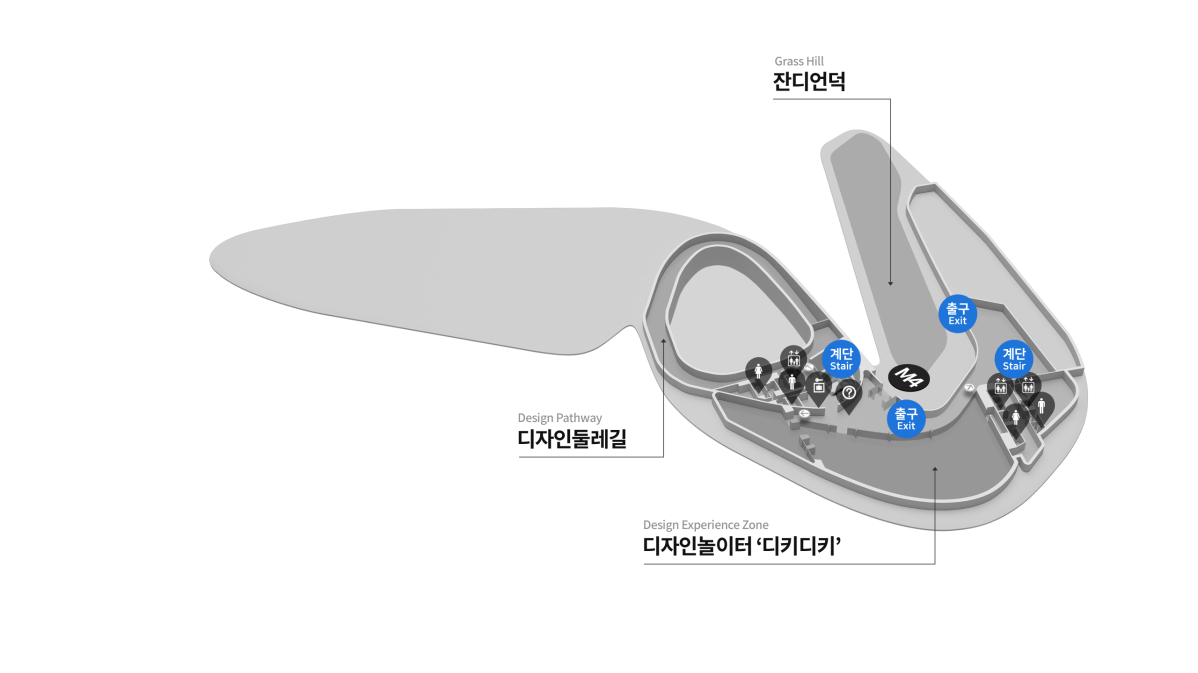 Grass Hill
잔디언덕
출구
Exit
계단
Stair
계단
Stair
M4
?
출구
Exit
Design Pathway
디자인둘레길
Design Experience Zone
디자인놀이터 ‘디키디키’